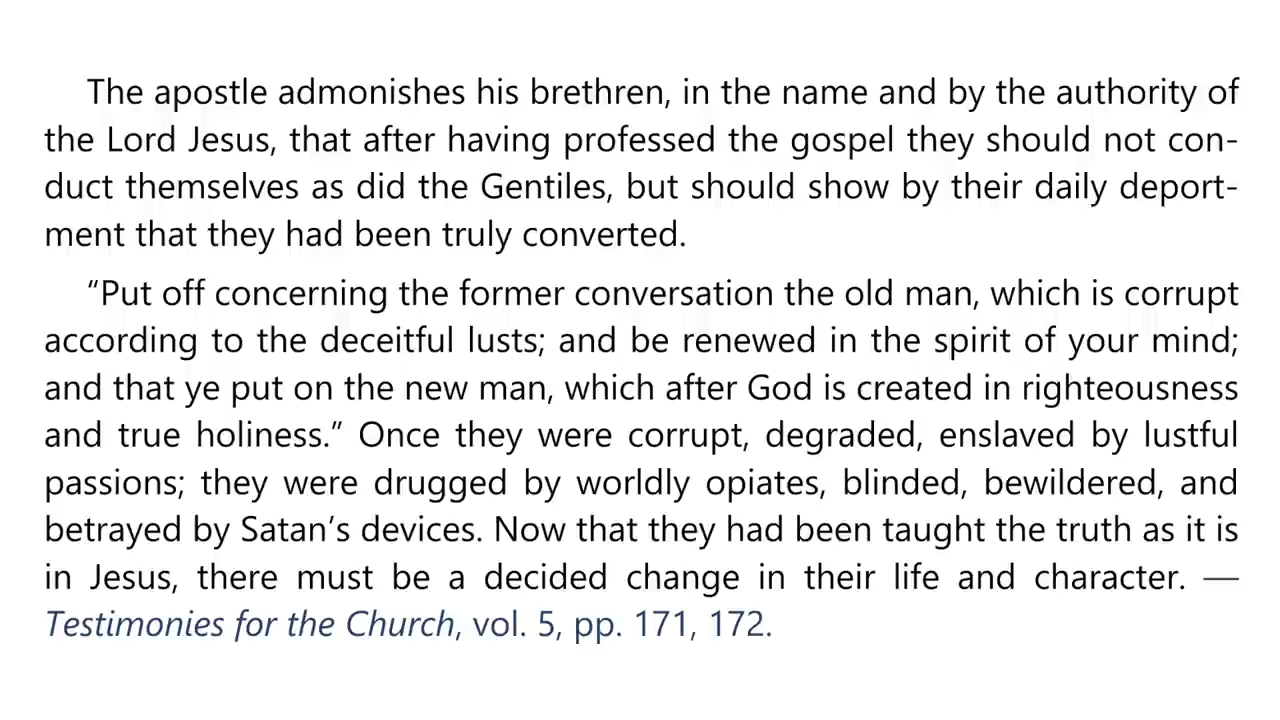 The apostle admonishes his brethren, in the name and by the authority of
the Lord Jesus, that after having professed the gospel they should not con-
duct themselves as did the Gentiles, but should show by their daily deport-
ment that they had been truly converted.
“Put off concerning the former conversation the old man, which is corrupt
according to the deceitful lusts; and be renewed in the spirit of your mind;
and that ye put on the new man, which after God is created in righteousness
and true holiness.” Once they were corrupt, degraded, enslaved by lustful
passions; they were drugged by worldly opiates, blinded, bewildered, and
betrayed by Satan’s devices. Now that they had been taught the truth as it is
in Jesus, there must be a decided change in their life and character. —
Testimonies for the Church, vol. 5, pp. 171, 172.